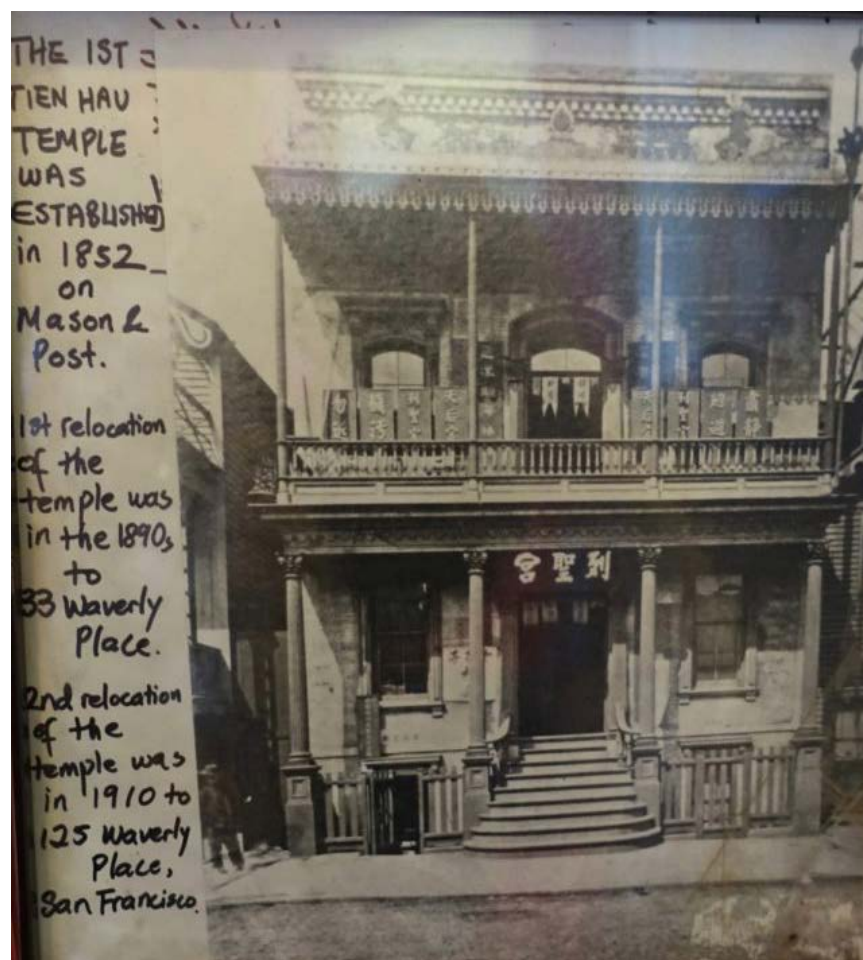 THE 1ST
TIEN HAU
TEMPLE
WAS
ESTABLISHED
in 1852
on
Mason &
Post.
1st relocation
of the
temple was
in the 1890s
to
33 Waverly
Place.
2nd relocation
of the
temple was
in 1910 to
125 Waverly
Place,
San Francisco.
列聖宮